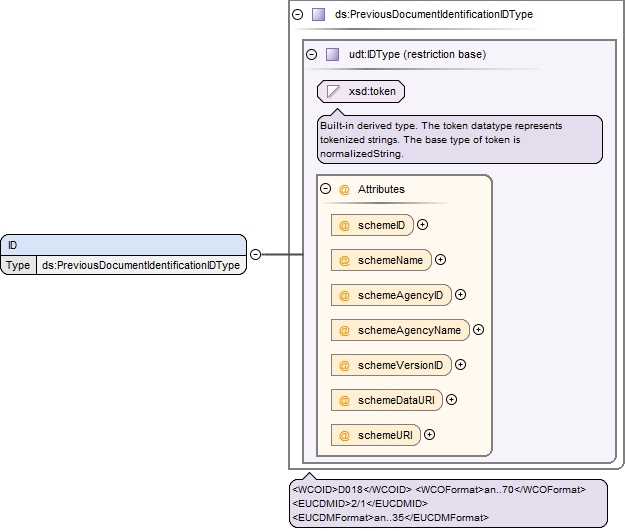 ds:PreviousDocumentIdentificationIDType
udt:IDType (restriction base)
xsd:token
Built-in derived type. The token datatype represents
tokenized strings. The base type of token is
normalizedString.
@ Attributes
@ schemeID
@ schemeName
@ schemeAgencyID
@ schemeAgencyName
@ schemeVersionID
@ schemeDataURI
@ schemeURI
ID
Type ds:PreviousDocumentIdentificationIDType
<WCOID>D018</WCOID> <WCOFormat>an..70</WCOFormat>
<EUCDMID>2/1</EUCDMID>
<EUCDMFormat>an..35</EUCDMFormat>